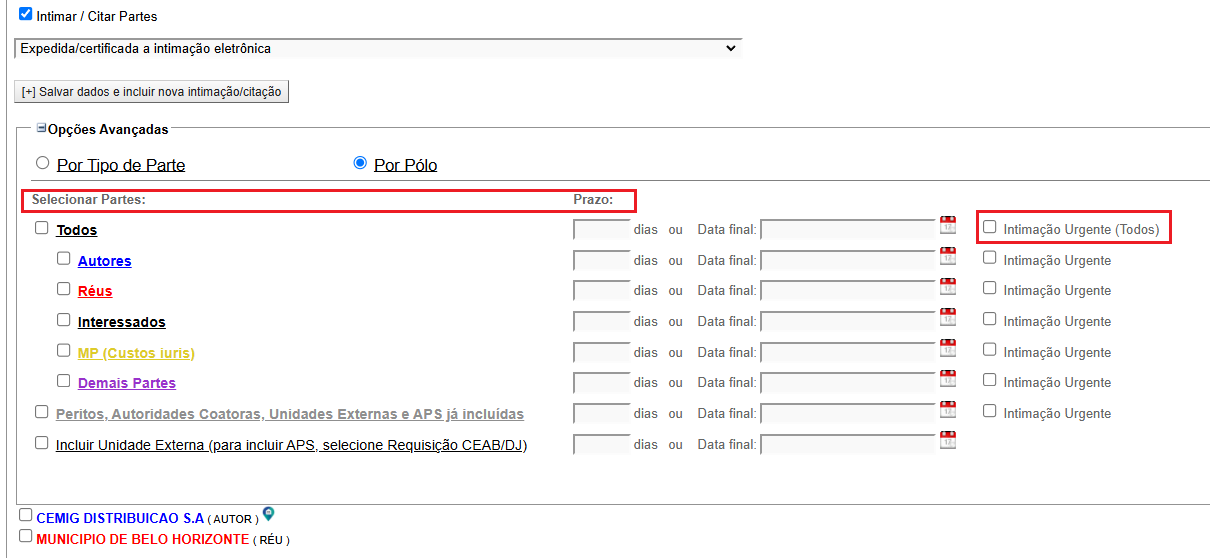 Intimar / Citar Partes
Expedida/certificada a intimação eletrônica
[+] Salvar dados e incluir nova intimação/citação
Opções Avançadas
Por Tipo de Parte Por Pólo
Selecionar Partes: Prazo:
Todos dias ou Data final: Intimação Urgente (Todos)
Autores dias ou Data final: Intimação Urgente
Réus dias ou Data final: Intimação Urgente
Interessados dias ou Data final: Intimação Urgente
MP (Custos iuris) dias ou Data final: Intimação Urgente
Demais Partes dias ou Data final: Intimação Urgente
Peritos, Autoridades Coatoras, Unidades Externas e APS já incluídas dias ou Data final: Intimação Urgente
Incluir Unidade Externa (para incluir APS, selecione Requisição CEAB/DJ) dias ou Data final:
CEMIG DISTRIBUICAO S.A ( AUTOR )
MUNICIPIO DE BELO HORIZONTE ( RÉU )